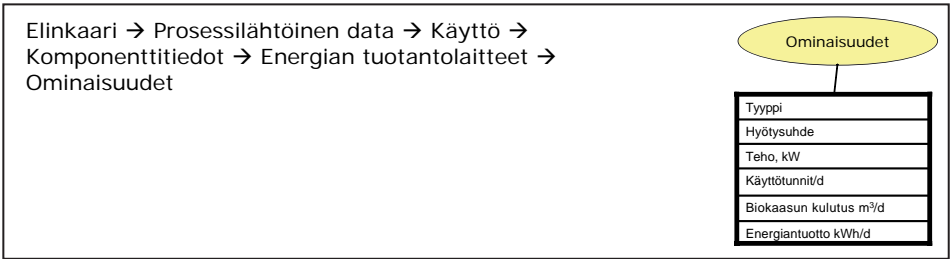 Elinkaari → Prosessilähtöinen data → Käyttö →
Komponenttitiedot → Energian tuotantolaitteet →
Ominaisuudet
Ominaisuudet
Tyyppi
Hyötysuhde
Teho, kW
Käyttötunnit/d
Biokaasun kulutus m³/d
Energiantuotto kWh/d